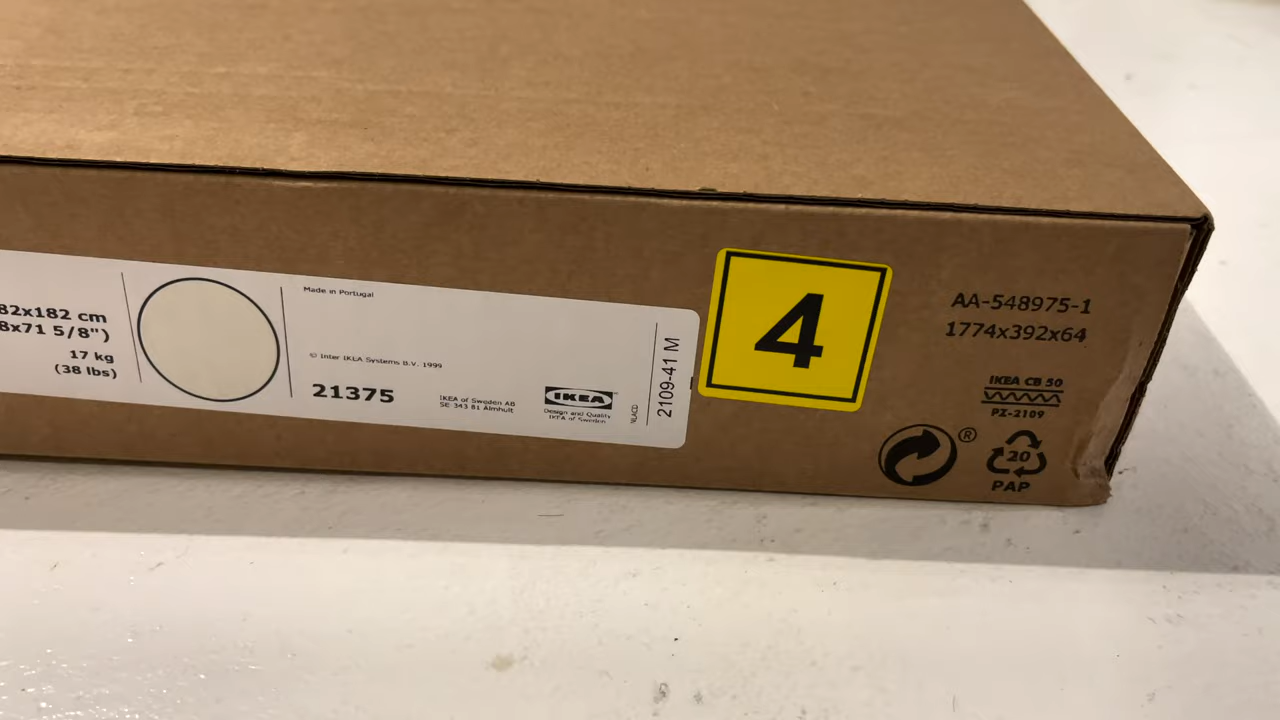 82x182 cm
8x71 5/8")
17 kg
(38 lbs)
Made in Portugal
© Inter IKEA Systems B.V. 1999
21375
IKEA of Sweden AB
SE 343 81 Älmhult
IKEA
Design and Quality
IKEA of Sweden
NLACD
2109-41 M
4
AA-548975-1
1774x392x64
IKEA CB 50
PZ-2109
®
20
PAP